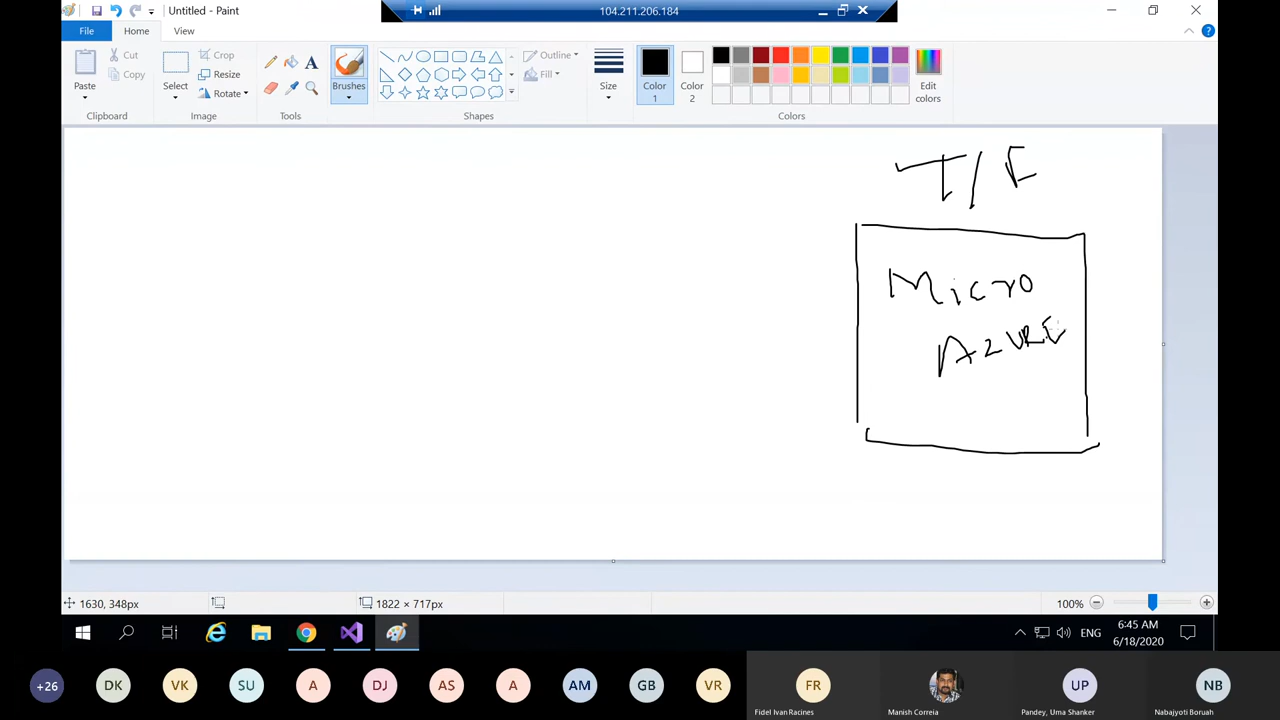 Untitled - Paint
104.211.206.184
File
Home
View
Paste
Cut
Copy
Select
Crop
Resize
Rotate
A
Brushes
Outline
Fill
Size
Color
1
Color
2
Edit
colors
Clipboard
Image
Tools
Shapes
Colors
T/E
Micro
AZURE
1630, 348px
1822 × 717px
100%
ENG
6:45 AM
6/18/2020
+26
DK
VK
SU
A
DJ
AS
A
AM
GB
VR
FR
UP
NB
Fidel Ivan Racines
Manish Correia
Pandey, Uma Shanker
Nabajyoti Boruah